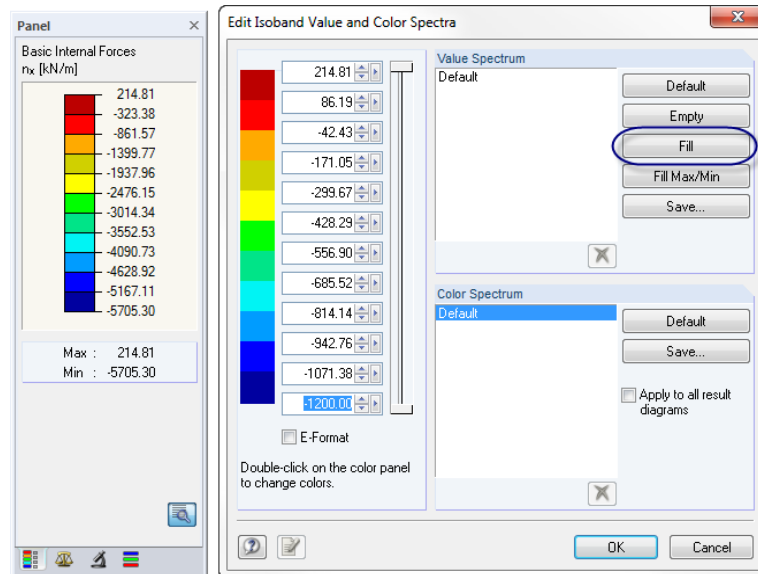 Panel
Basic Internal Forces
nx [kN/m]
214.81
-323.38
-861.57
-1399.77
-1937.96
-2476.15
-3014.34
-3552.53
-4090.73
-4628.92
-5167.11
-5705.30
Max : 214.81
Min : -5705.30
Edit Isoband Value and Color Spectra
214.81
86.19
-42.43
-171.05
-299.67
-428.29
-556.90
-685.52
-814.14
-942.76
-1071.38
-1200.00
E-Format
Double-click on the color panel
to change colors.
Value Spectrum
Default
Default
Empty
Fill
Fill Max/Min
Save...
Color Spectrum
Default
Default
Save...
Apply to all result
diagrams
OK
Cancel